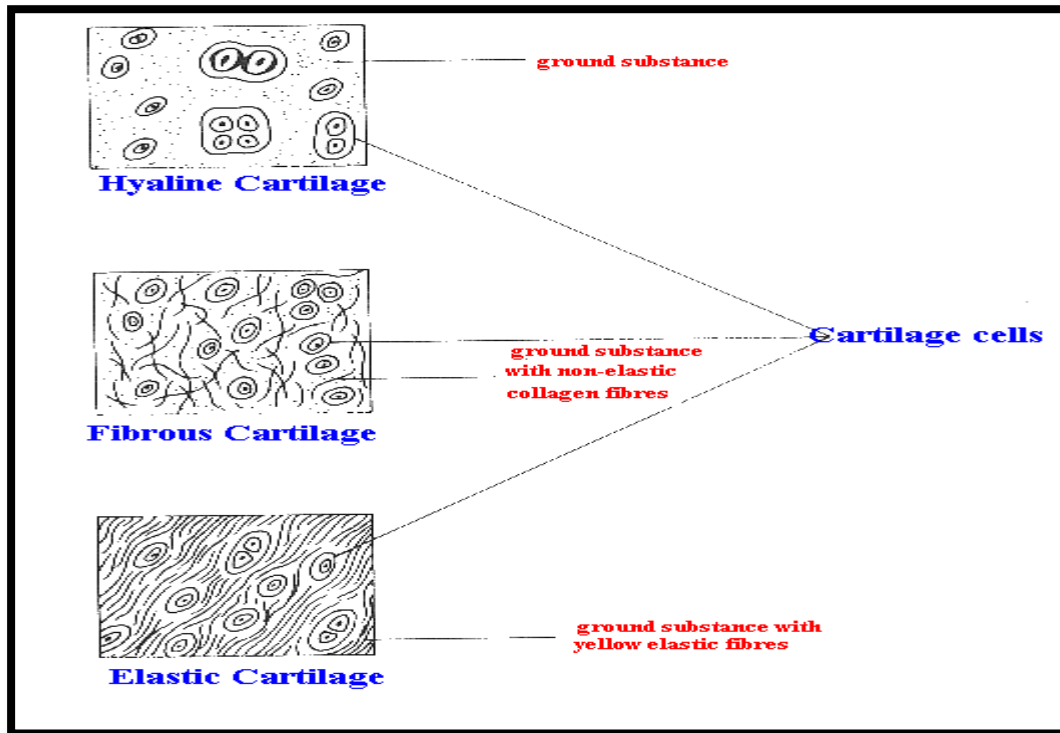 ground substance
Hyaline Cartilage
Cartilage cells
ground substance
with non-elastic
collagen fibres
Fibrous Cartilage
ground substance with
yellow elastic fibres
Elastic Cartilage